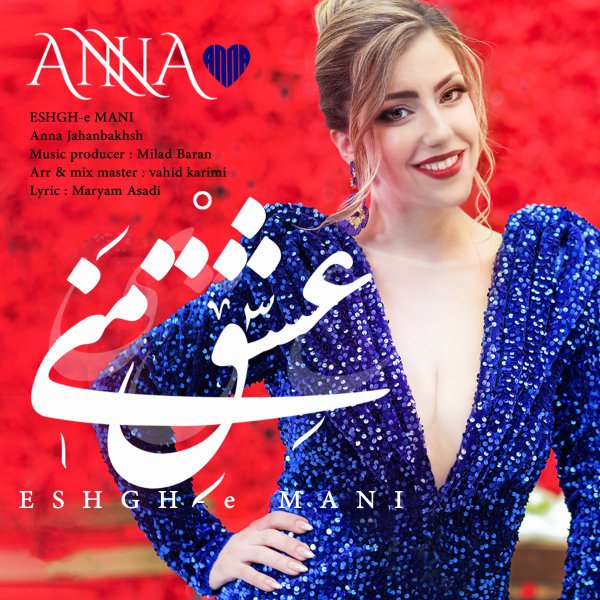 ANNA ANNA
ESHGH-e MANI
Anna Jahanbakhsh
Music producer : Milad Baran
Arr & mix master : vahid karimi
Lyric : Maryam Asadi
عشق منی
ESHGH-e MANI